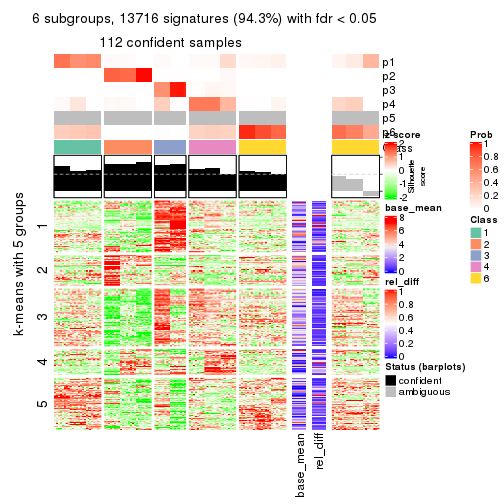 6 subgroups, 13716 signatures (94.3%) with fdr < 0.05
112 confident samples
p1
p2
p3
p4
p5
p6
Class
z-score
2
1
0
-1
-2
Silhouette
score
Prob
1
0.8
0.6
0.4
0.2
0
base_mean
8
6
4
2
0
Class
1
2
3
4
6
rel_diff
1
0.8
0.6
0.4
0.2
0
Status (barplots)
confident
ambiguous
k-means with 5 groups
1
2
3
4
5
base_mean
rel_diff